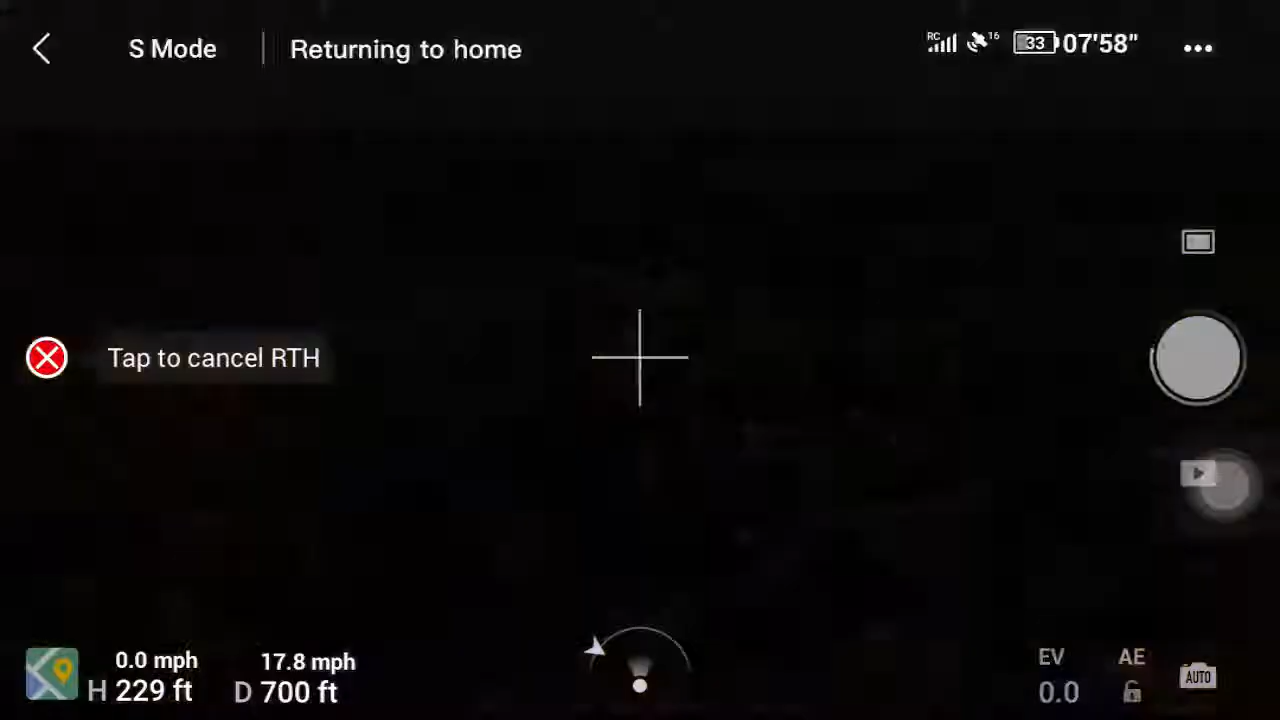 S Mode
Returning to home
RC
16
33
07'58"
Tap to cancel RTH
0.0 mph
17.8 mph
H 229 ft
D 700 ft
EV
AE
0.0
AUTO